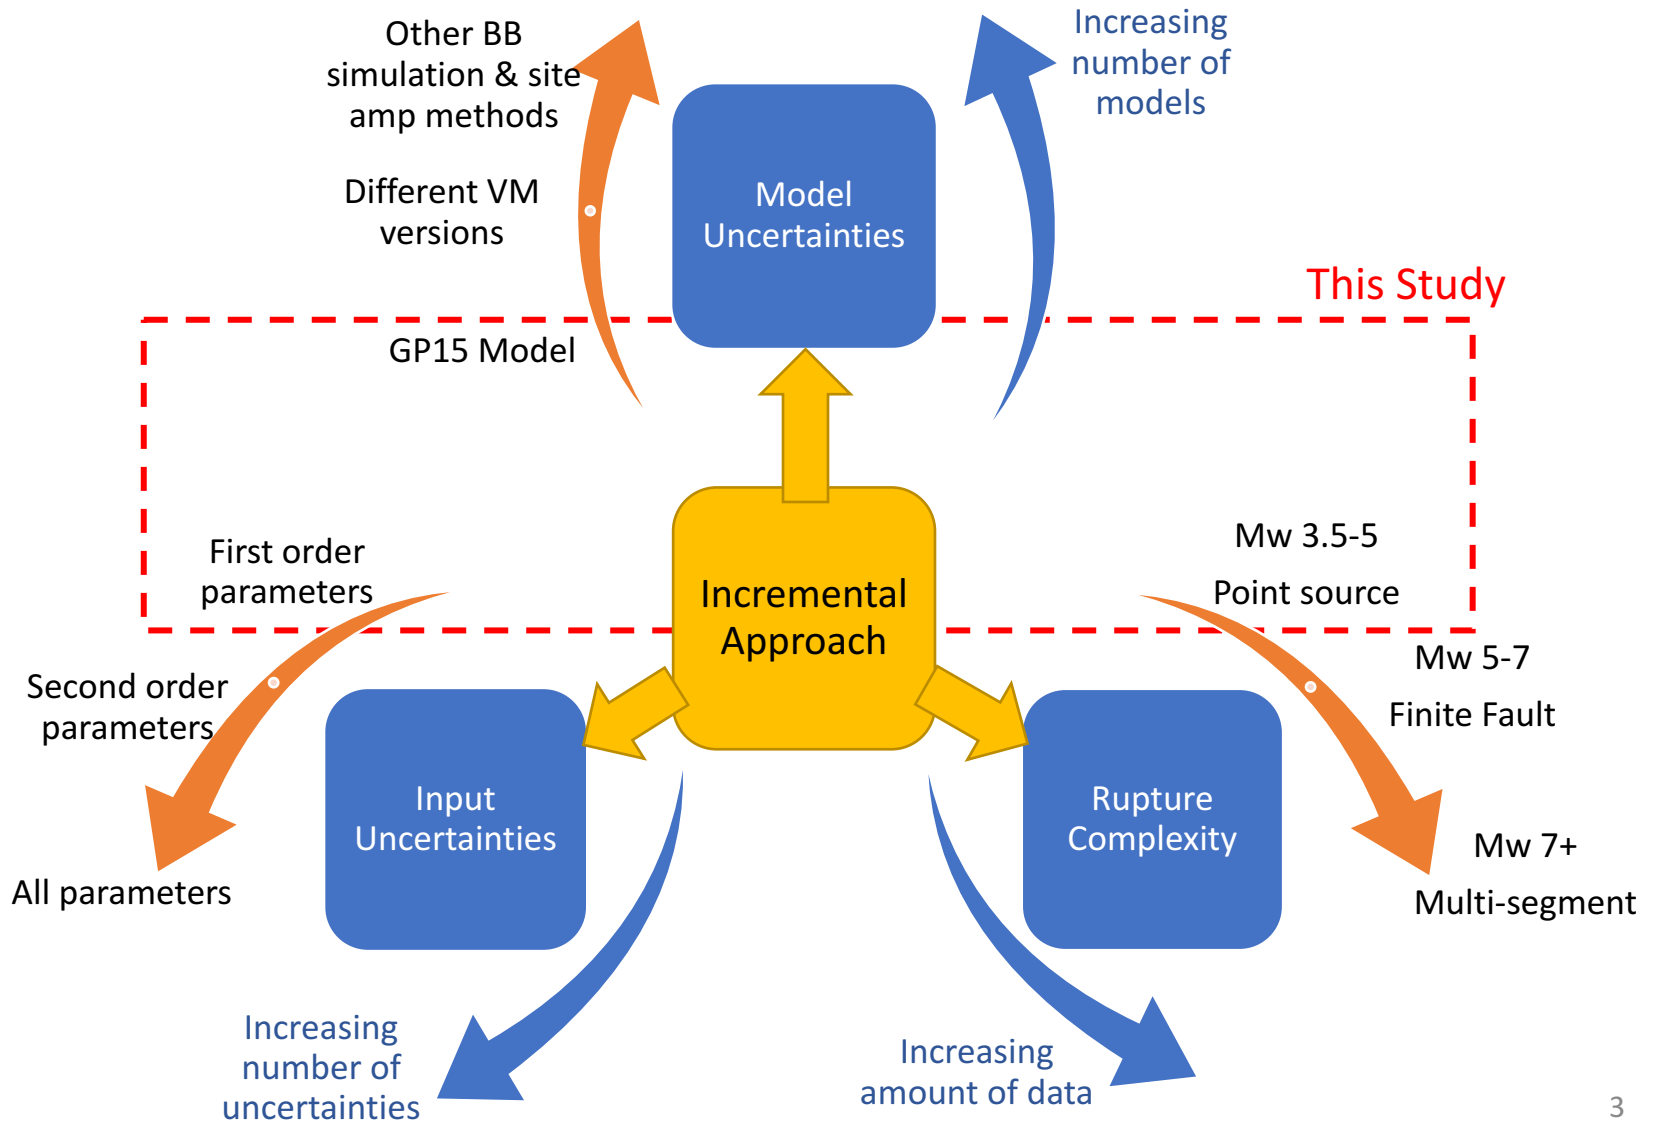 Other BB
simulation & site
amp methods
Different VM
versions
GP15 Model
Increasing
number of
models
Model
Uncertainties
This Study
First order
parameters
Second order
parameters
All parameters
Incremental
Approach
Mw 3.5-5
Point source
Mw 5-7
Finite Fault
Mw 7+
Multi-segment
Input
Uncertainties
Rupture
Complexity
Increasing
number of
uncertainties
Increasing
amount of data
3